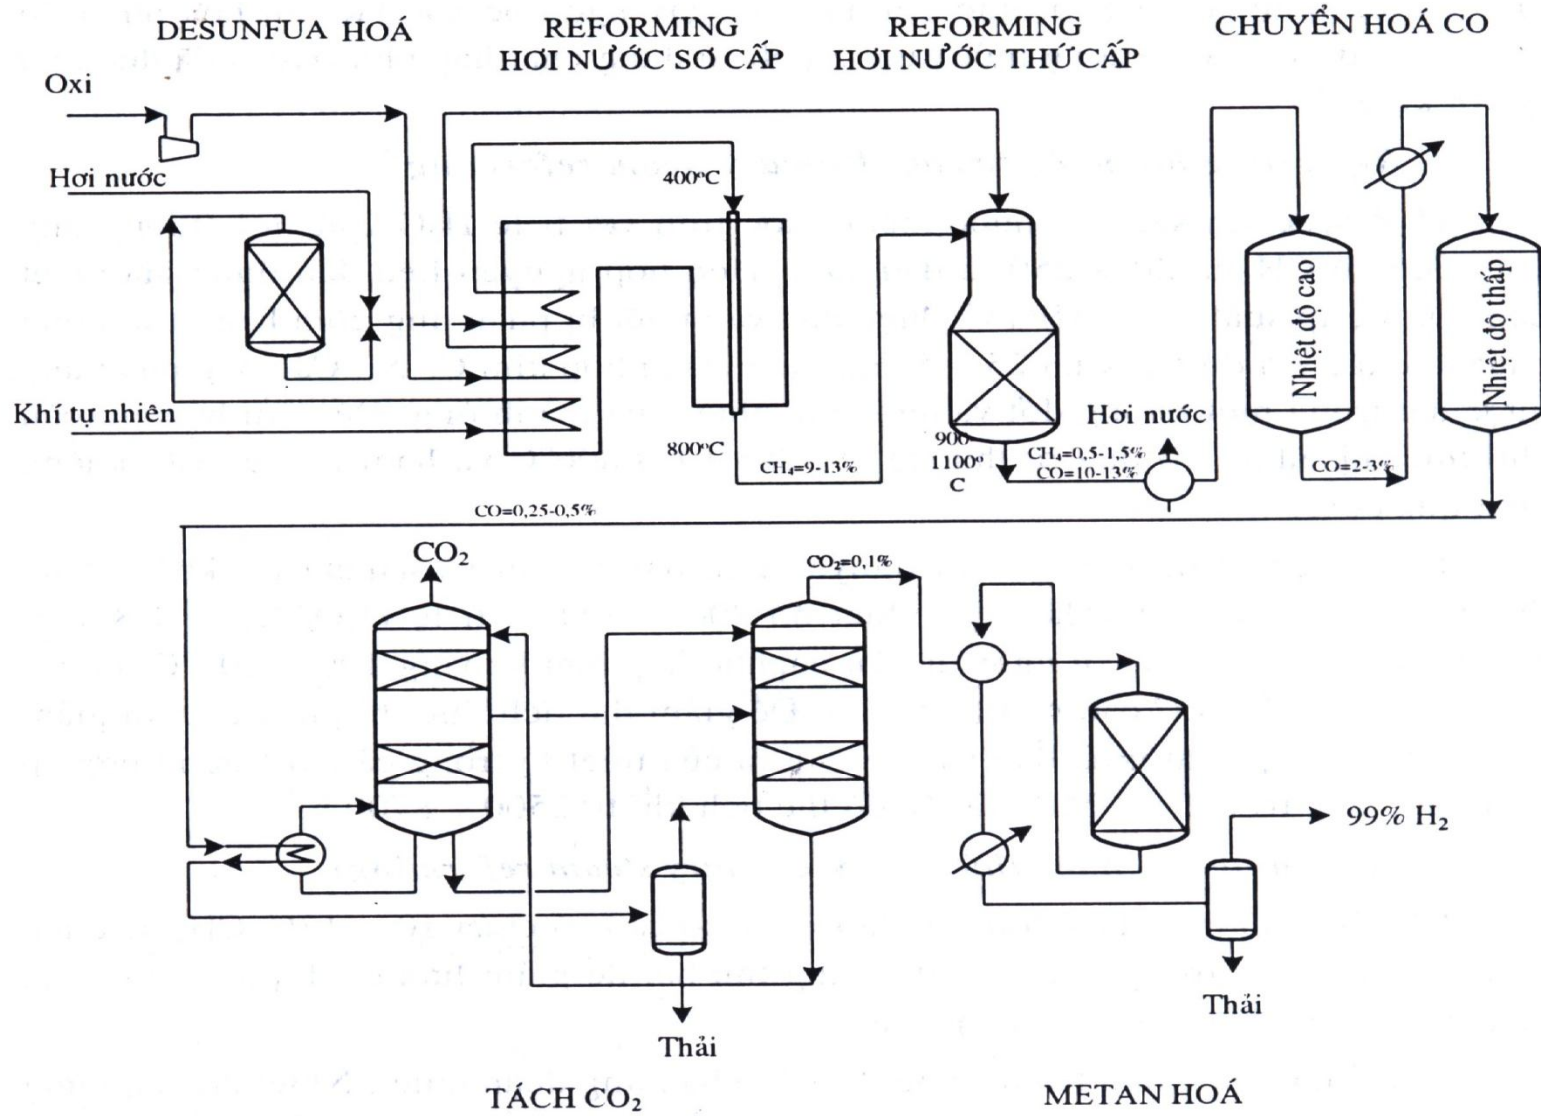 DESUNFUA HOÁ
REFORMING
HƠI NƯỚC SƠ CẤP
REFORMING
HƠI NƯỚC THỨ CẤP
CHUYỂN HOÁ CO
Oxi
Hơi nước
400°C
Khí tự nhiên
800°C
CH₄=9-13%
900-
1100°
C
CH₄=0,5-1,5%
CO=10-13%
Hơi nước
Nhiệt độ cao
CO=2-3%
Nhiệt độ thấp
CO=0,25-0,5%
CO₂
CO₂=0,1%
99% H₂
Thải
Thải
TÁCH CO₂
METAN HOÁ